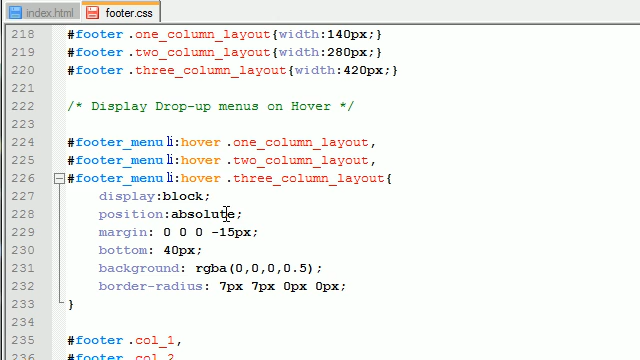 index.html footer.css
218 #footer .one_column_layout{width:140px;}
219 #footer .two_column_layout{width:280px;}
220 #footer .three_column_layout{width:420px;}
221
222 /* Display Drop-up menus on Hover */
223
224 #footer_menu li:hover .one_column_layout,
225 #footer_menu li:hover .two_column_layout,
226 #footer_menu li:hover .three_column_layout{
227 display:block;
228 position:absolute;
229 margin: 0 0 0 -15px;
230 bottom: 40px;
231 background: rgba(0,0,0,0.5);
232 border-radius: 7px 7px 0px 0px;
233 }
234
235 #footer .col_1,
236 #footer .col_2